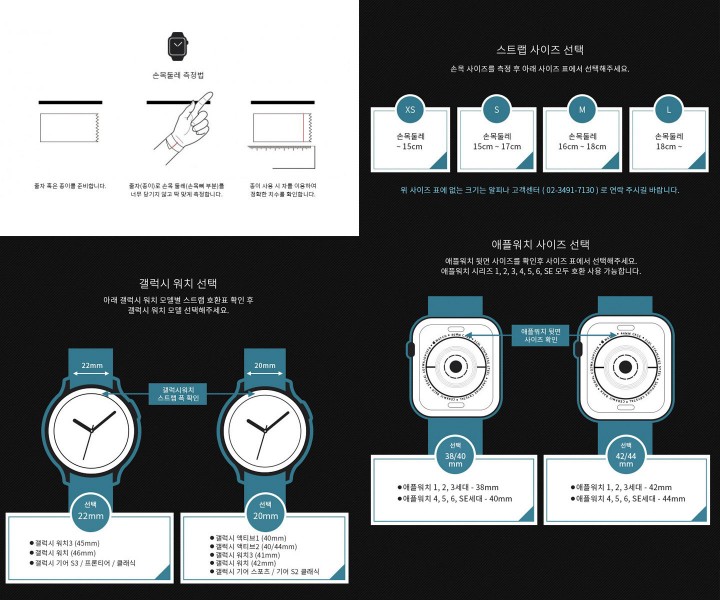 손목둘레 측정법
줄자 혹은 종이를 준비합니다.
줄자(종이)로 손목 둘레(손목뼈 부분)를
너무 당기지 않고 딱 맞게 측정합니다.
종이 사용 시 자를 이용하여
정확한 치수를 확인합니다.
스트랩 사이즈 선택
손목 사이즈를 측정 후 아래 사이즈 표에서 선택해주세요.
XS
손목둘레
~ 15cm
S
손목둘레
15cm ~ 17cm
M
손목둘레
16cm ~ 18cm
L
손목둘레
18cm ~
위 사이즈 표에 없는 크기는 알피나 고객센터 ( 02-3491-7130 ) 로 연락 주시길 바랍니다.
갤럭시 워치 선택
아래 갤럭시 워치 모델별 스트랩 호환표 확인 후
갤럭시 워치 모델 선택해주세요.
22mm
20mm
갤럭시워치
스트랩 폭 확인
선택
22mm
● 갤럭시 워치3 (45mm)
● 갤럭시 워치 (46mm)
● 갤럭시 기어 S3 / 프론티어 / 클래식
선택
20mm
● 갤럭시 액티브1 (40mm)
● 갤럭시 액티브2 (40/44mm)
● 갤럭시 워치3 (41mm)
● 갤럭시 워치 (42mm)
● 갤럭시 기어 스포츠 / 기어 S2 클래식
애플워치 사이즈 선택
애플워치 뒷면 사이즈를 확인후 사이즈 표에서 선택해주세요.
애플워치 시리즈 1, 2, 3, 4, 5, 6, SE 모두 호환 사용 가능합니다.
애플워치 뒷면
사이즈 확인
선택
38/40
mm
● 애플워치 1, 2, 3세대 - 38mm
● 애플워치 4, 5, 6, SE세대 - 40mm
선택
42/44
mm
● 애플워치 1, 2, 3세대 - 42mm
● 애플워치 4, 5, 6, SE세대 - 44mm